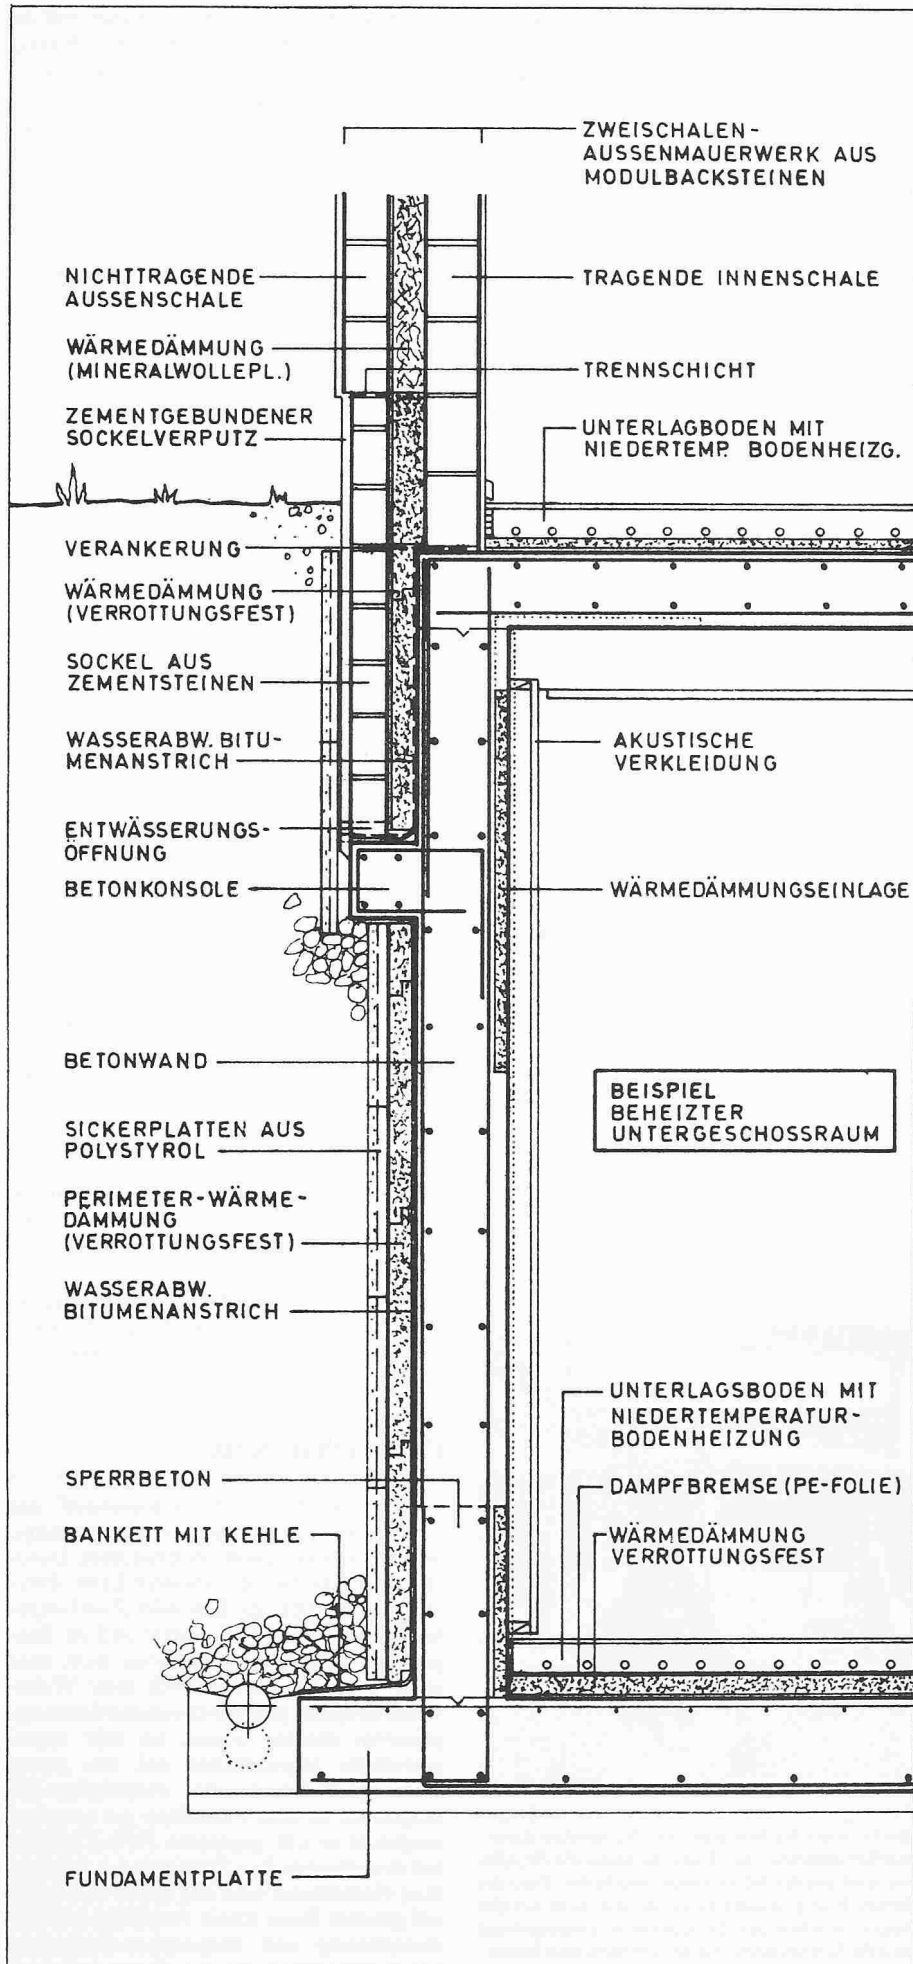 ZWEISCHALEN-
AUSSENMAUERWERK AUS
MODULBACKSTEINEN
NICHTTRAGENDE
AUSSENSCHALE
TRAGENDE INNENSCHALE
WÄRMEDÄMMUNG
(MINERALWOLLEPL.)
TRENNSCHICHT
ZEMENTGEBUNDENER
SOCKELVERPUTZ
UNTERLAGBODEN MIT
NIEDERTEMP. BODENHEIZG.
VERANKERUNG
WÄRMEDÄMMUNG
(VERROTTUNGSFEST)
SOCKEL AUS
ZEMENTSTEINEN
WASSERABW. BITU-
MENANSTRICH
AKUSTISCHE
VERKLEIDUNG
ENTWÄSSERUNGS-
ÖFFNUNG
BETONKONSOLE
WÄRMEDÄMMUNGSEINLAGE
BETONWAND
BEISPIEL
BEHEIZTER
UNTERGESCHOSSRAUM
SICKERPLATTEN AUS
POLYSTYROL
PERIMETER-WÄRME-
DÄMMUNG
(VERROTTUNGSFEST)
WASSERABW.
BITUMENANSTRICH
UNTERLAGSBODEN MIT
NIEDERTEMPERATUR-
BODENHEIZUNG
SPERRBETON
DAMPFBREMSE (PE-FOLIE)
BANKETT MIT KEHLE
WÄRMEDÄMMUNG
VERROTTUNGSFEST
FUNDAMENTPLATTE